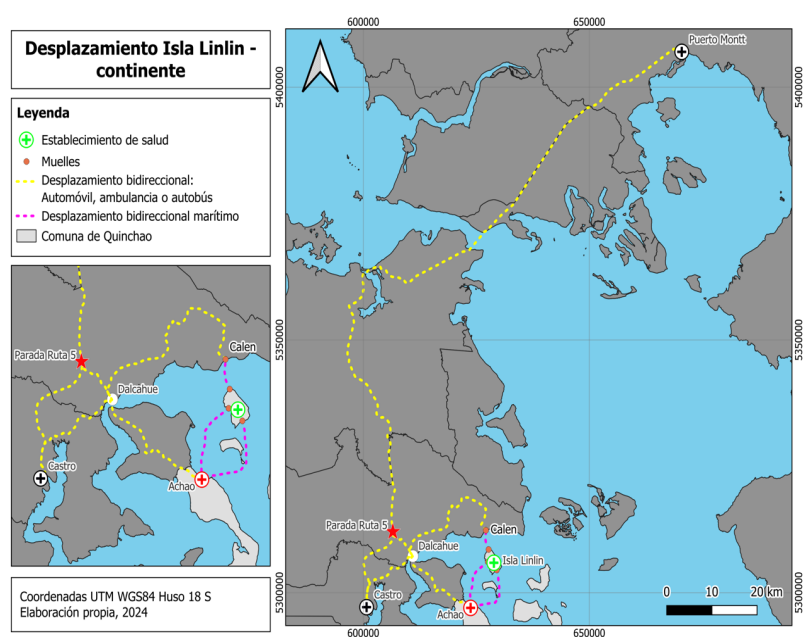 Desplazamiento Isla Linlin -
continente
Leyenda
Establecimiento de salud
Muelles
Desplazamiento bidireccional:
Automóvil, ambulancia o autobús
Desplazamiento bidireccional marítimo
Comuna de Quinchao
Parada Ruta 5
Calen
Dalcahue
Castro
Achao
Coordenadas UTM WGS84 Huso 18 S
Elaboración propia, 2024
600000
650000
Puerto Montt
5400000
5400000
5350000
5350000
Parada Ruta 5
Calen
Dalcahue
Isla Linlin
Castro
Achao
0 10 20 km
5300000
5300000
600000
650000